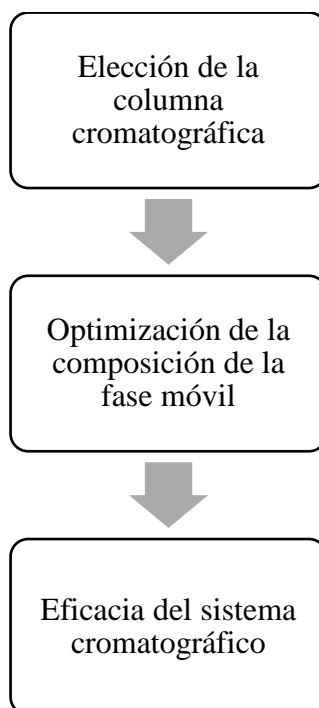 Elección de la
columna
cromatográfica
Optimización de la
composición de la
fase móvil
Eficacia del sistema
cromatográfico